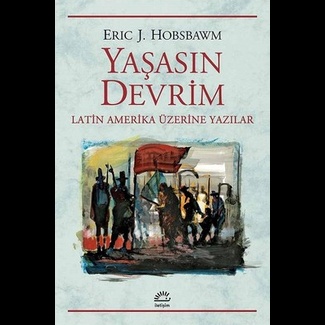 ERIC J. HOBSBAWM
YAŞASIN
DEVRİM
LATİN AMERİKA ÜZERİNE YAZILAR
iletişim